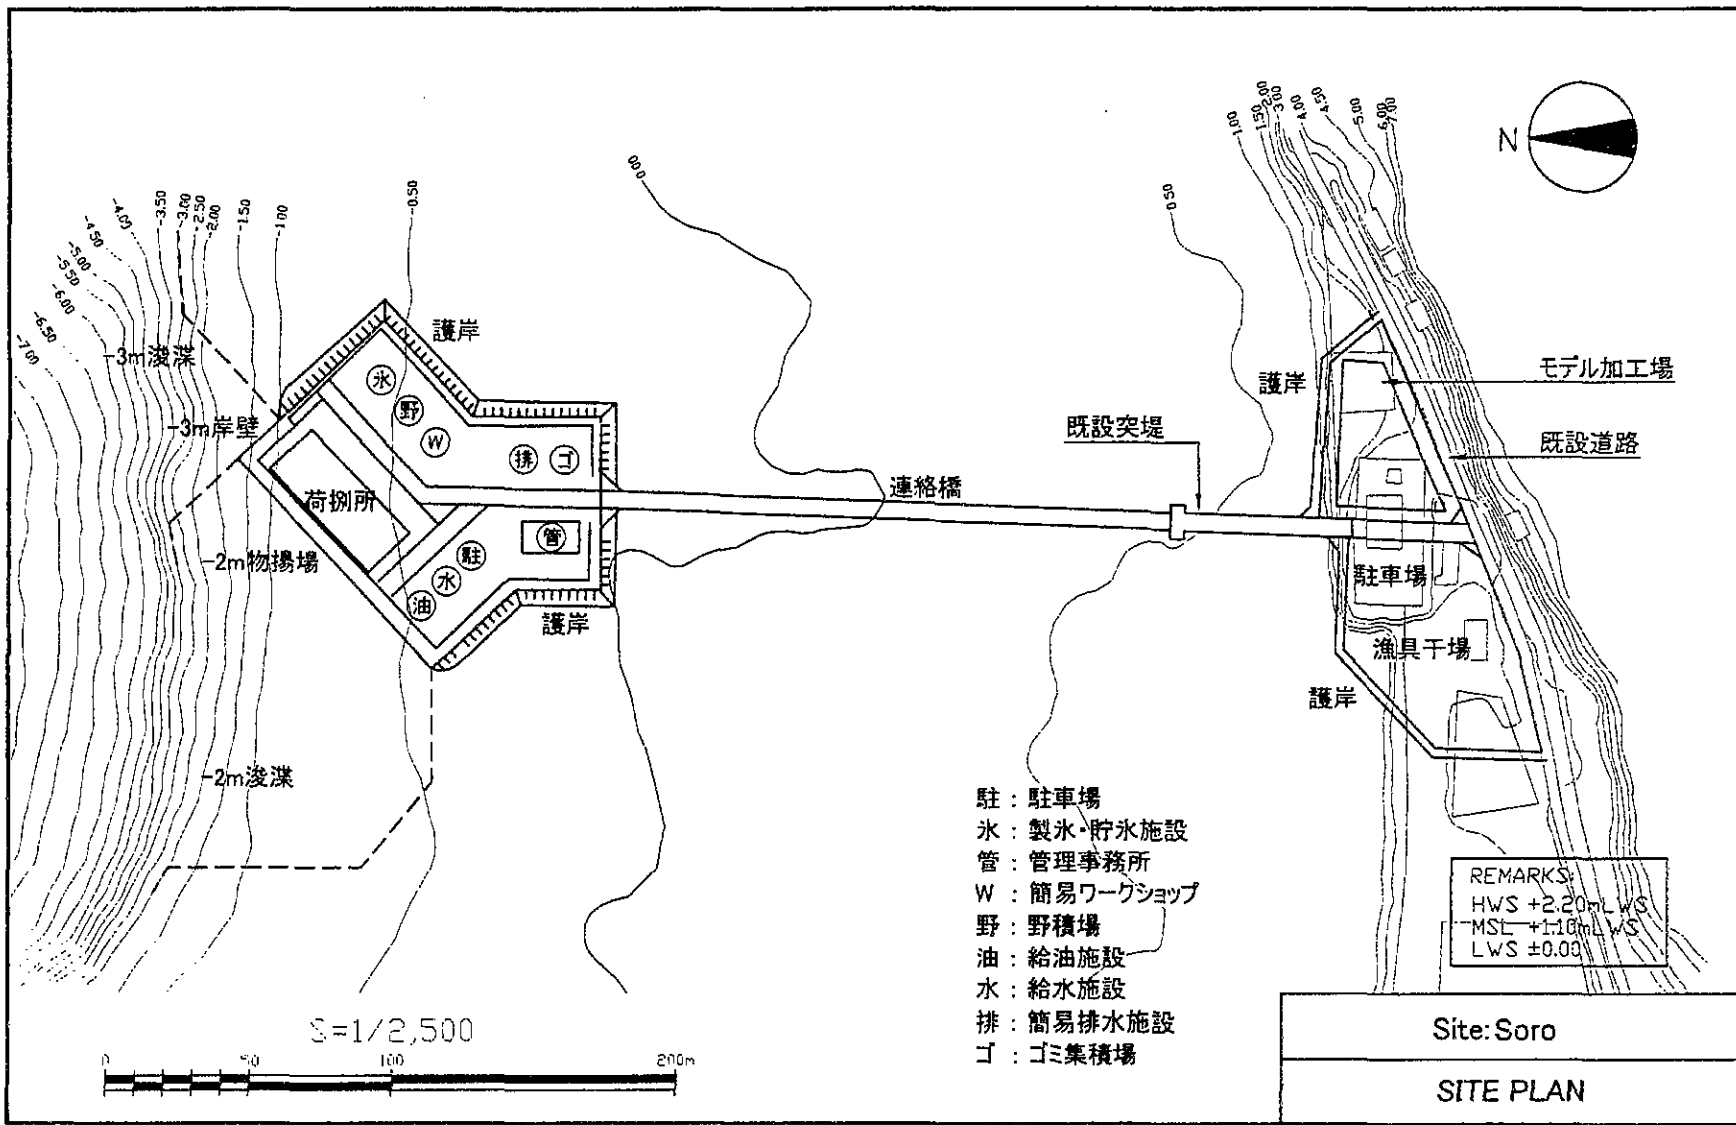 1.00
1.50
2.00
3.00
4.00
4.50
5.00
6.00
7.00
N
000
0.50
-0.50
-1.00
-1.50
-2.00
-2.50
-3.00
-3.50
-4.00
-4.50
-5.00
-5.50
-6.00
-6.50
-7.00
護岸
-3m浚渫
氷
野
W
-3m岸壁
排
ゴ
荷捌所
管
-2m物揚場
駐
水
油
護岸
-2m浚渫
連絡橋
既設突堤
護岸
モデル加工場
既設道路
駐車場
漁具干場
護岸
駐：駐車場
氷：製氷・貯氷施設
管：管理事務所
W：簡易ワークショップ
野：野積場
油：給油施設
水：給水施設
排：簡易排水施設
ゴ：ゴミ集積場
REMARKS:
HWS +2.20mLWS
MSL +1.10mLWS
LWS ±0.00
S=1/2,500
0 50 100 200m
Site: Soro
SITE PLAN